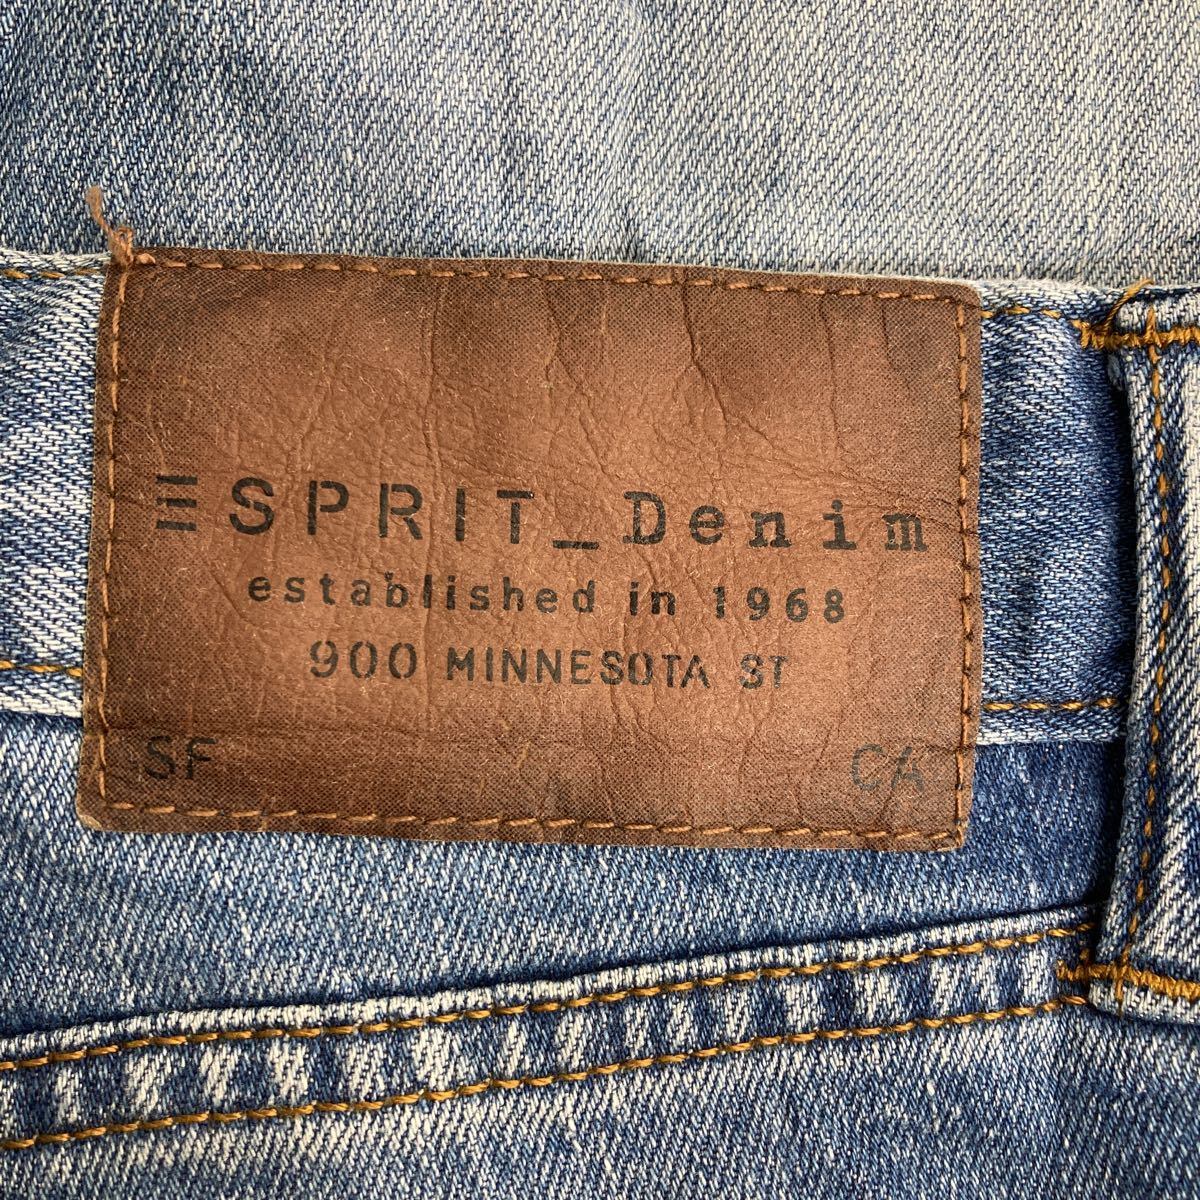 ESPRIT_Denim
established in 1968
900 MINNESOTA ST
SF CA